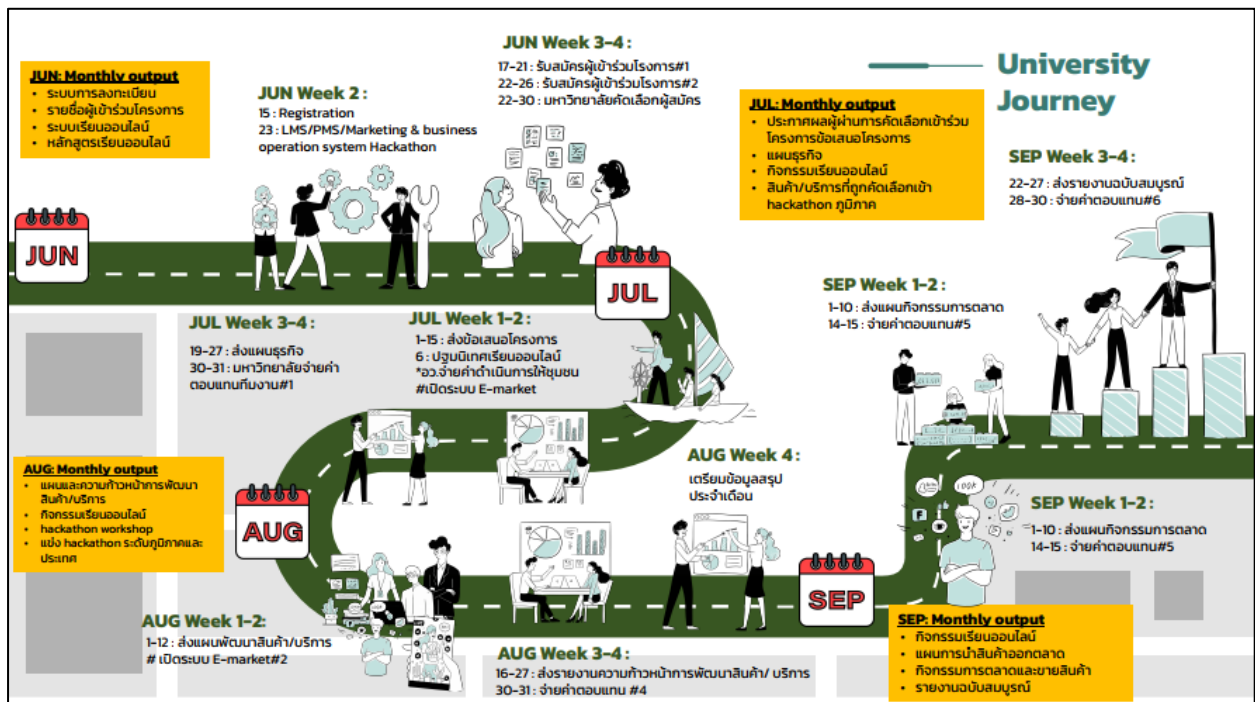 University
Journey
JUN: Monthly output
• ระบบการลงทะเบียน
• รายชื่อผู้เข้าร่วมโครงการ
• ระบบเรียนออนไลน์
• หลักสูตรเรียนออนไลน์
JUN Week 2 :
15 : Registration
23 : LMS/PMS/Marketing & business
operation system Hackathon
JUN Week 3-4 :
17-21 : รับสมัครผู้เข้าร่วมโรงการ#1
22-26 : รับสมัครผู้เข้าร่วมโรงการ#2
22-30 : มหาวิทยาลัยคัดเลือกผู้สมัคร
JUL: Monthly output
• ประกาศผลผู้ผ่านการคัดเลือกเข้าร่วม
โครงการข้อเสนอโครงการ
• แผนธุรกิจ
• กิจกรรมเรียนออนไลน์
• สินค้า/บริการที่ถูกคัดเลือกเข้า
hackathon ภูมิภาค
SEP Week 3-4 :
22-27 : ส่งรายงานฉบับสมบูรณ์
28-30 : จ่ายค่าตอบแทน#6
JUN
JUL
SEP Week 1-2 :
1-10 : ส่งแผนกิจกรรมการตลาด
14-15 : จ่ายค่าตอบแทน#5
JUL Week 3-4 :
19-27 : ส่งแผนธุรกิจ
30-31 : มหาวิทยาลัยจ่ายค่า
ตอบแทนทีมงาน#1
JUL Week 1-2 :
1-15 : ส่งข้อเสนอโครงการ
6 : ปฐมนิเทศเรียนออนไลน์
*อว.จ่ายค่าดำเนินการให้ชุมชน
#เปิดระบบ E-market
AUG: Monthly output
• แผนและความก้าวหน้าการพัฒนา
สินค้า/บริการ
• กิจกรรมเรียนออนไลน์
• hackathon workshop
• แข่ง hackathon ระดับภูมิภาคและ
ประเทศ
AUG
AUG Week 4 :
เตรียมข้อมูลสรุป
ประจำเดือน
SEP
SEP Week 1-2 :
1-10 : ส่งแผนกิจกรรมการตลาด
14-15 : จ่ายค่าตอบแทน#5
AUG Week 1-2:
1-12 : ส่งแผนพัฒนาสินค้า/บริการ
# เปิดระบบ E-market#2
AUG Week 3-4 :
16-27 : ส่งรายงานความก้าวหน้าการพัฒนาสินค้า/ บริการ
30-31 : จ่ายค่าตอบแทน #4
SEP: Monthly output
• กิจกรรมเรียนออนไลน์
• แผนการนำสินค้าออกตลาด
• กิจกรรมการตลาดและขายสินค้า
• รายงานฉบับสมบูรณ์